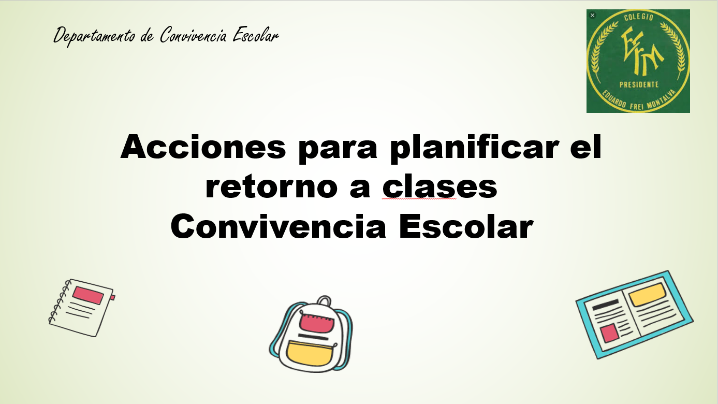 Departamento de Convivencia Escolar
COLEGIO
EFM
PRESIDENTE
EDUARDO FREI MONTALVA
Acciones para planificar el
retorno a clases
Convivencia Escolar